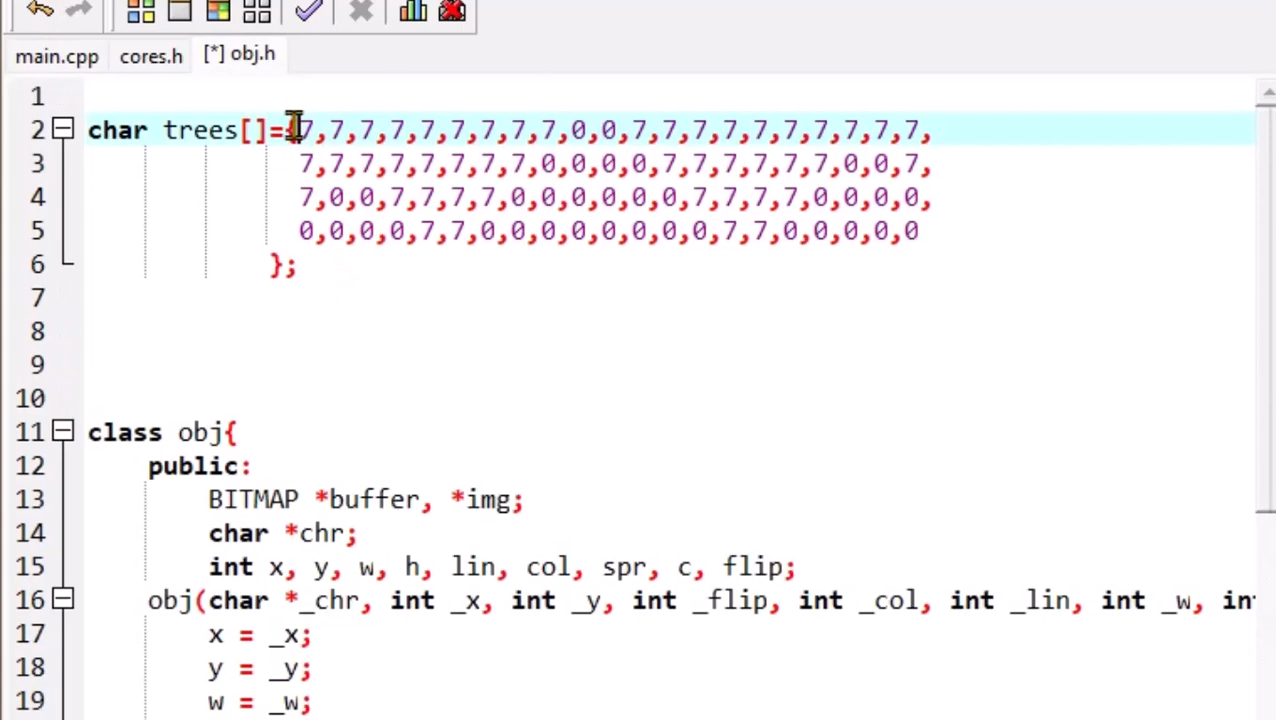 main.cpp cores.h [*] obj.h
1
2 char trees[]={7,7,7,7,7,7,7,7,7,0,0,7,7,7,7,7,7,7,7,7,7,
3 7,7,7,7,7,7,7,7,0,0,0,0,7,7,7,7,7,7,0,0,7,
4 7,0,0,7,7,7,7,0,0,0,0,0,0,7,7,7,7,0,0,0,0,
5 0,0,0,0,7,7,0,0,0,0,0,0,0,0,7,7,0,0,0,0,0
6 };
7
8
9
10
11 class obj{
12 public:
13 BITMAP *buffer, *img;
14 char *chr;
15 int x, y, w, h, lin, col, spr, c, flip;
16 obj(char *_chr, int _x, int _y, int _flip, int _col, int _lin, int _w, in
17 x = _x;
18 y = _y;
19 w = _w;